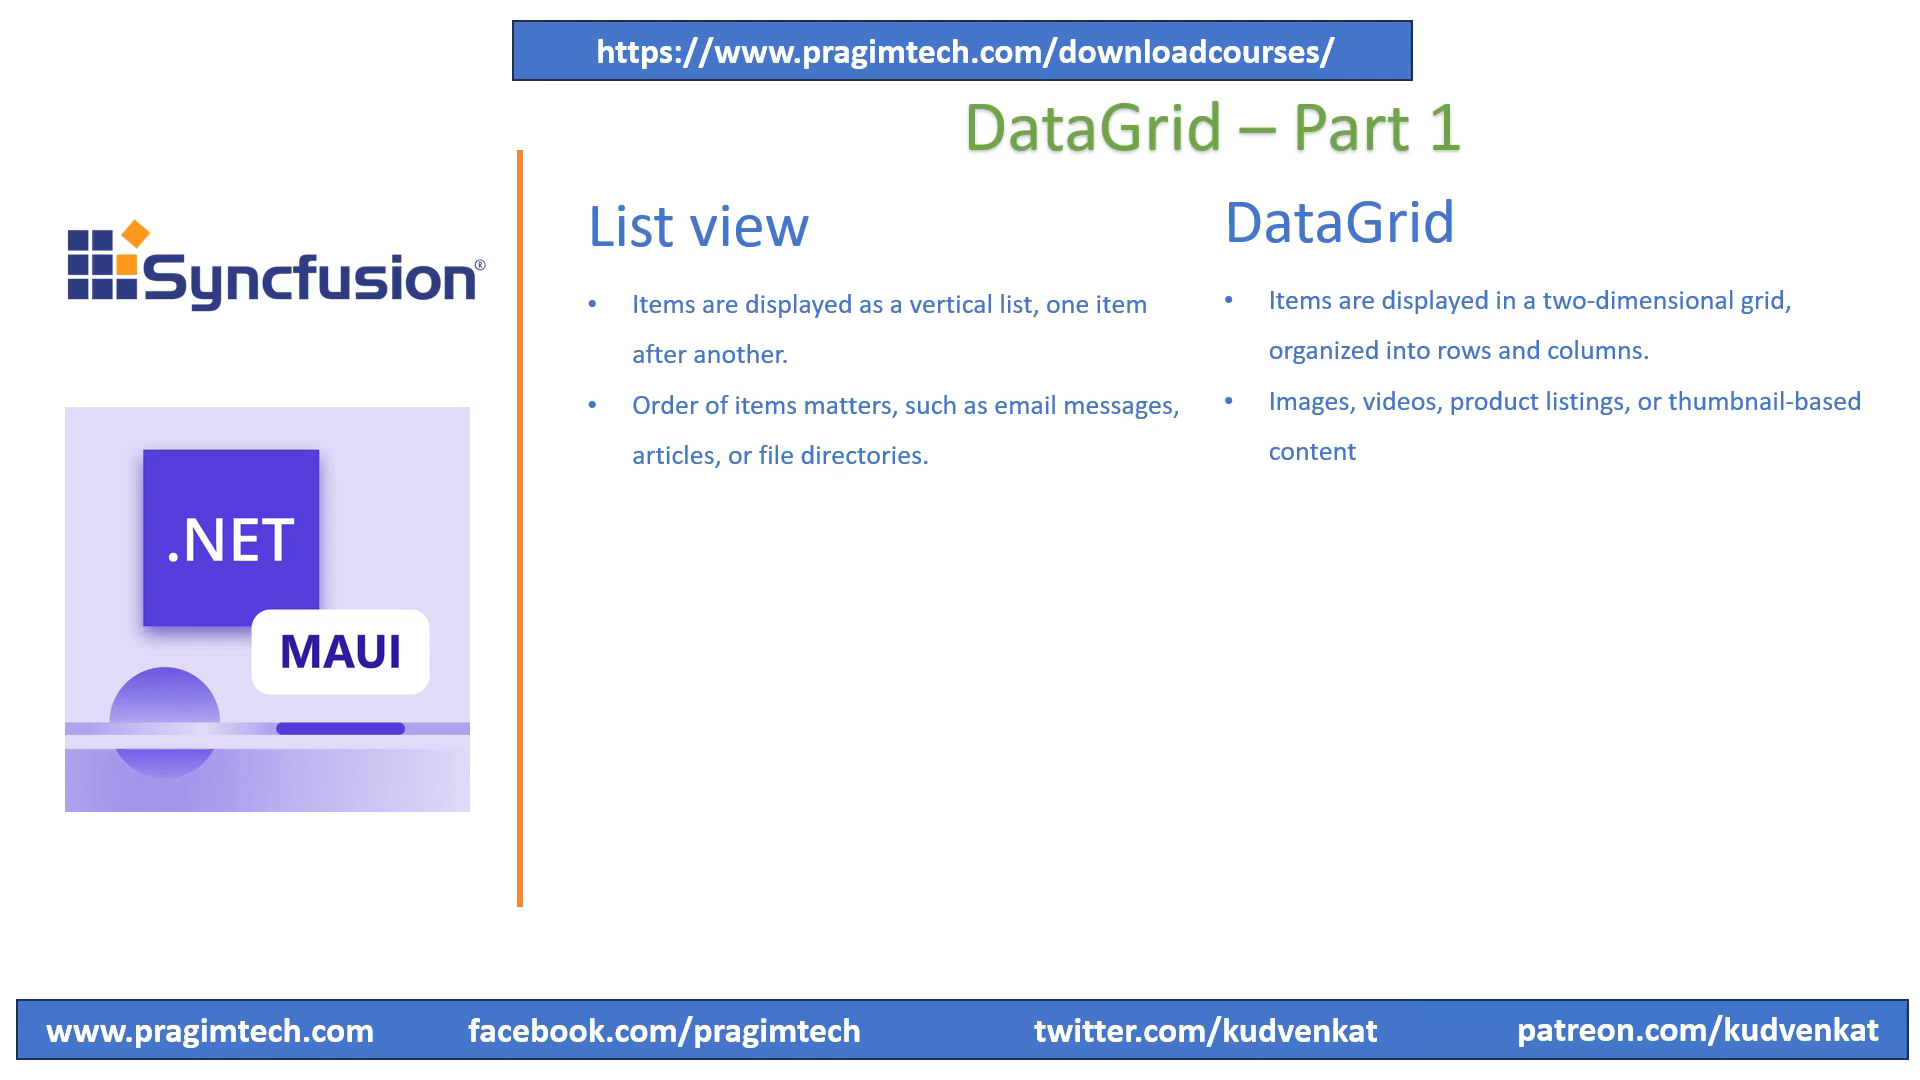 https://www.pragimtech.com/downloadcourses/
DataGrid – Part 1
Syncfusion®
.NET
MAUI
List view
• Items are displayed as a vertical list, one item
after another.
• Order of items matters, such as email messages,
articles, or file directories.
DataGrid
• Items are displayed in a two-dimensional grid,
organized into rows and columns.
• Images, videos, product listings, or thumbnail-based
content
www.pragimtech.com facebook.com/pragimtech twitter.com/kudvenkat patreon.com/kudvenkat